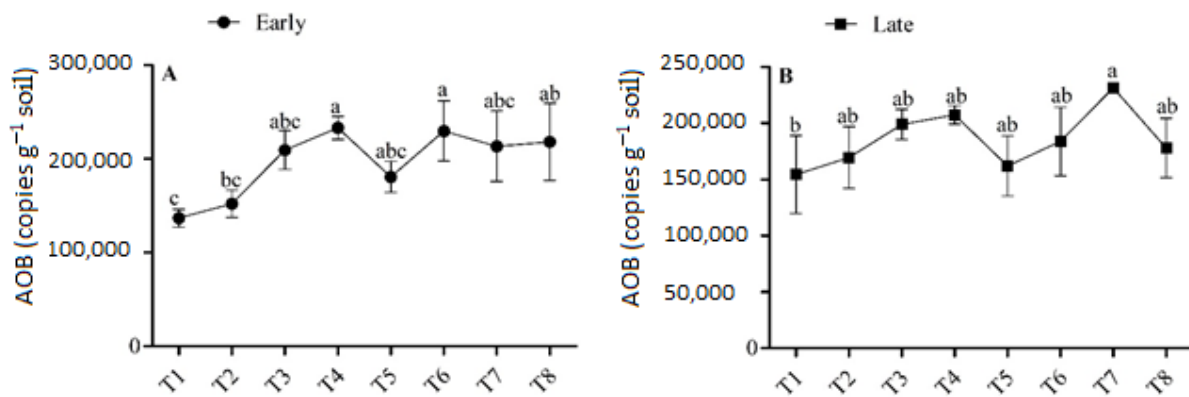 Early
A
AOB (copies g⁻¹ soil)
300,000
200,000
100,000
0
c
bc
abc
a
abc
a
abc
ab
T1
T2
T3
T4
T5
T6
T7
T8
Late
B
AOB (copies g⁻¹ soil)
250,000
200,000
150,000
100,000
50,000
0
b
ab
ab
ab
ab
ab
a
ab
T1
T2
T3
T4
T5
T6
T7
T8